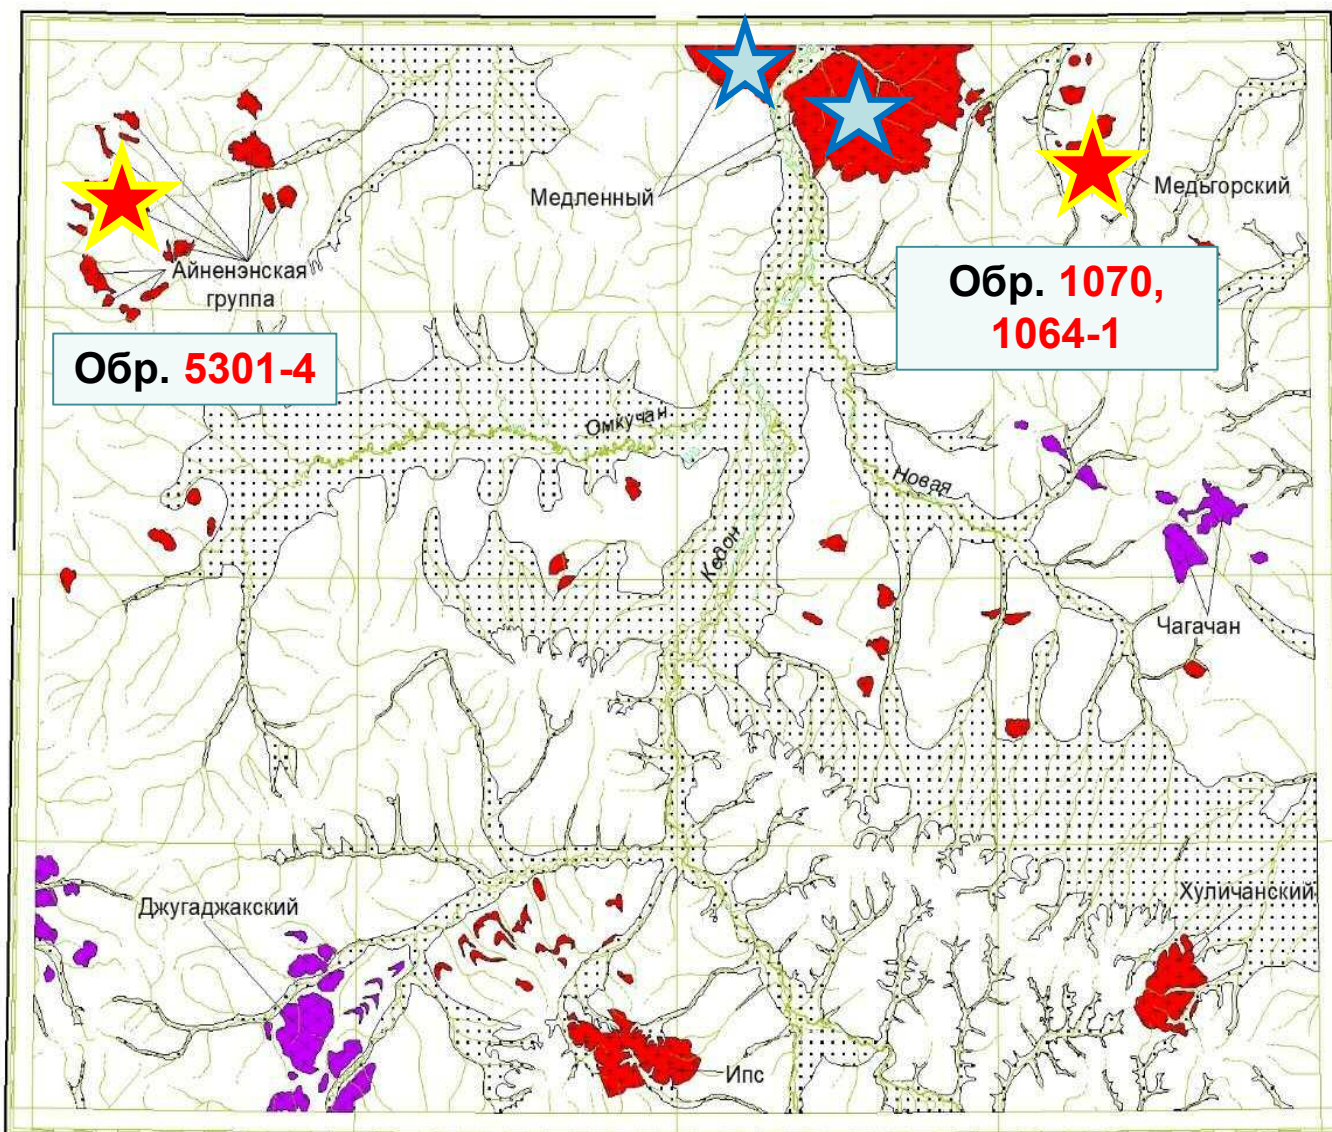 Медленный
Медьгорский
Айненэнская
группа
Обр. 1070,
1064-1
Обр. 5301-4
Омкучан
Новая
Кедон
Чагачан
Джугаджакский
Хуличанский
Ипс